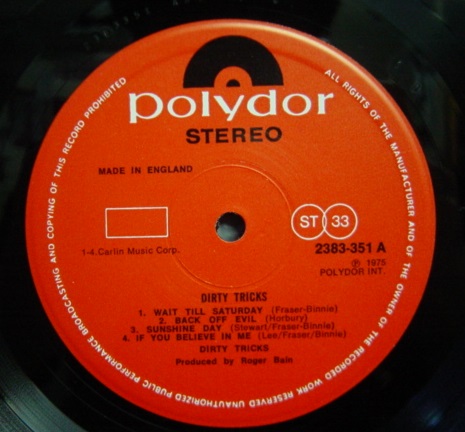 polydor
STEREO
MADE IN ENGLAND
ST 33
1-4.Carlin Music Corp.
2383-351 A
℗ 1975
POLYDOR INT.
DIRTY TRICKS
1. WAIT TILL SATURDAY (Fraser-Binnie)
2. BACK OFF EVIL (Horbury)
3. SUNSHINE DAY (Stewart/Fraser-Binnie)
4. IF YOU BELIEVE IN ME (Lee/Fraser/Binnie)
DIRTY TRICKS
Produced by Roger Bain
ALL RIGHTS OF THE MANUFACTURER AND OF THE OWNER OF THE RECORDED WORK RESERVED UNAUTHORIZED PUBLIC PERFORMANCE BROADCASTING AND COPYING OF THIS RECORD PROHIBITED